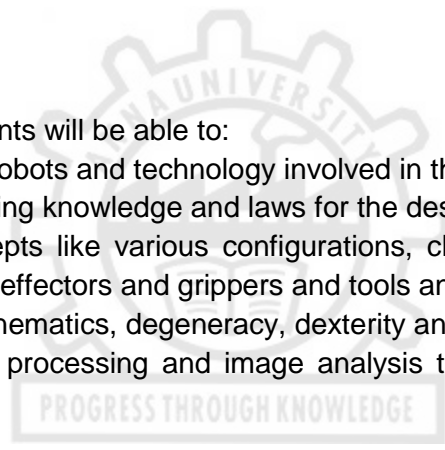 nts will be able to:
obots and technology involved in th
ing knowledge and laws for the des
epts like various configurations, cl
effectors and grippers and tools an
nematics, degeneracy, dexterity an
processing and image analysis t
UNIVERSITY
PROGRESS THROUGH KNOWLEDGE